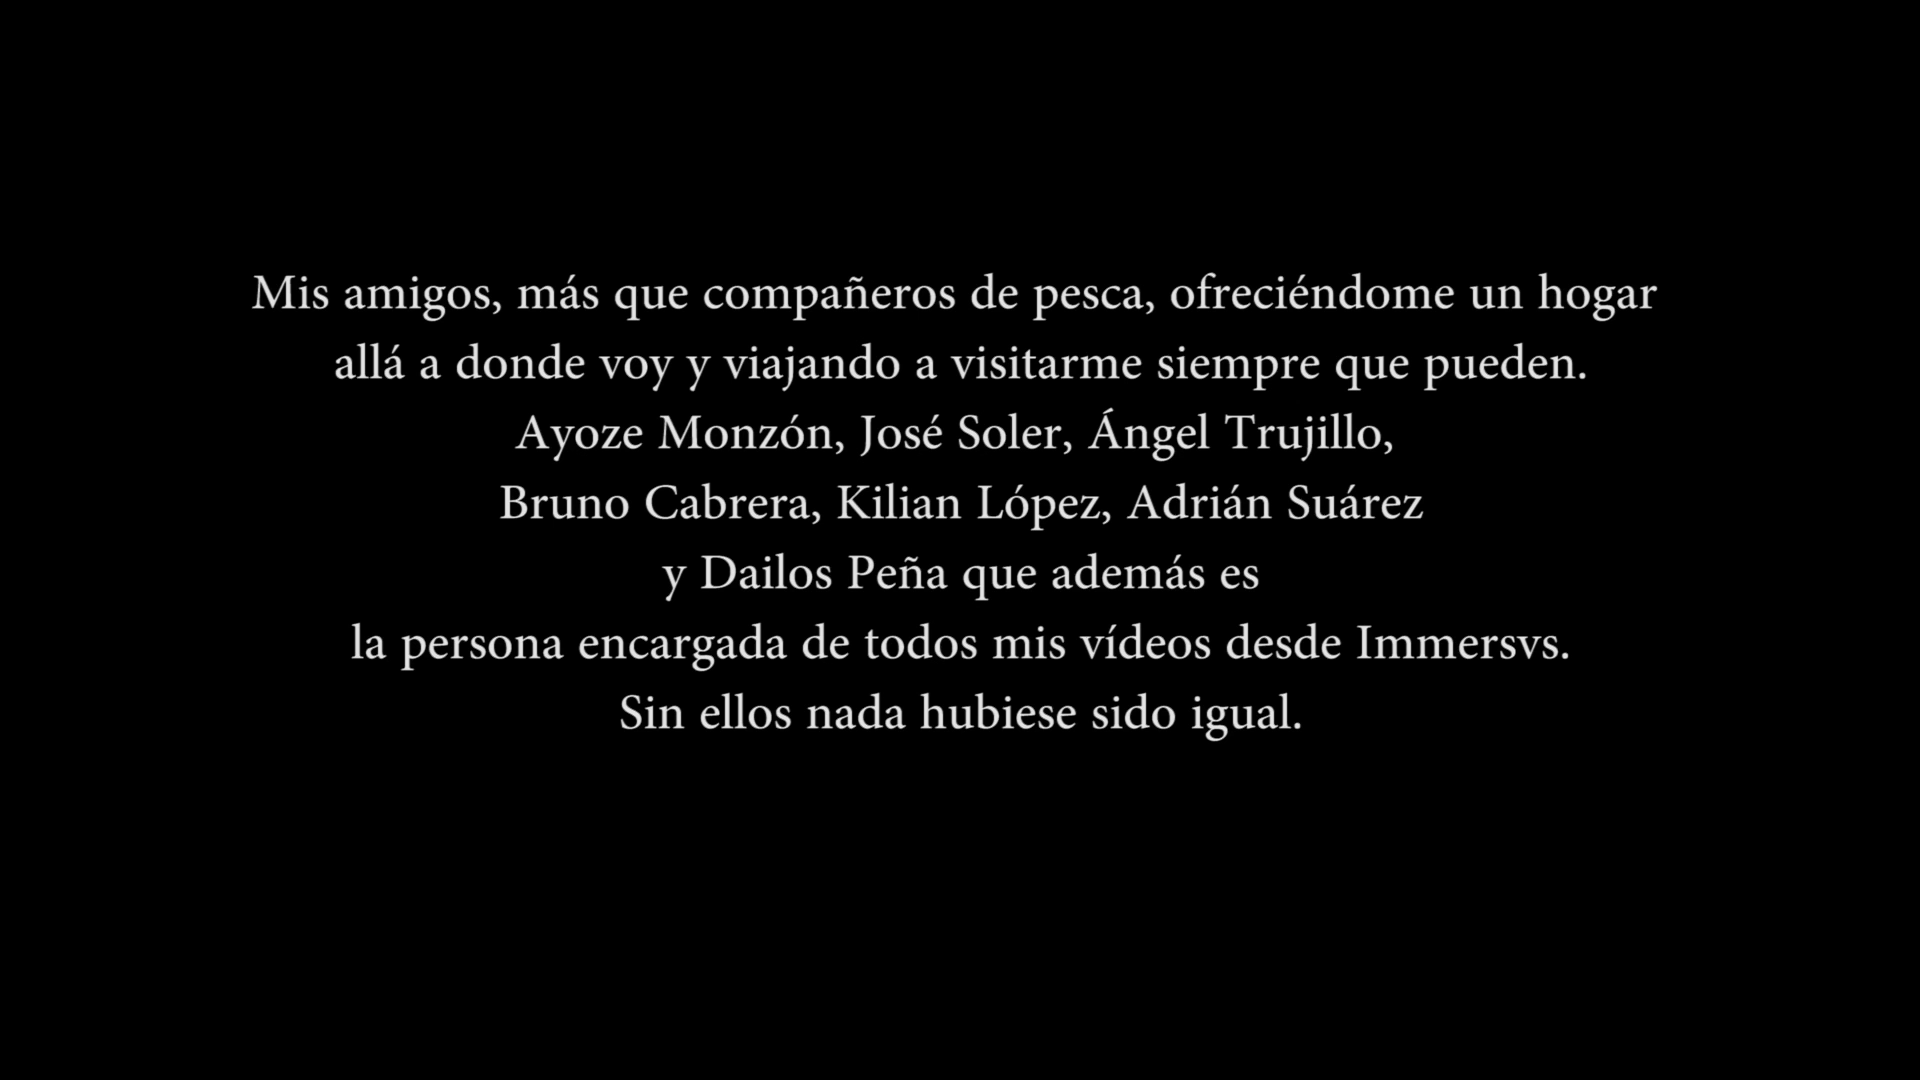 Mis amigos, más que compañeros de pesca, ofreciéndome un hogar
allá a donde voy y viajando a visitarme siempre que pueden.
Ayoze Monzón, José Soler, Ángel Trujillo,
Bruno Cabrera, Kilian López, Adrián Suárez
y Dailos Peña que además es
la persona encargada de todos mis vídeos desde Immersvs.
Sin ellos nada hubiese sido igual.